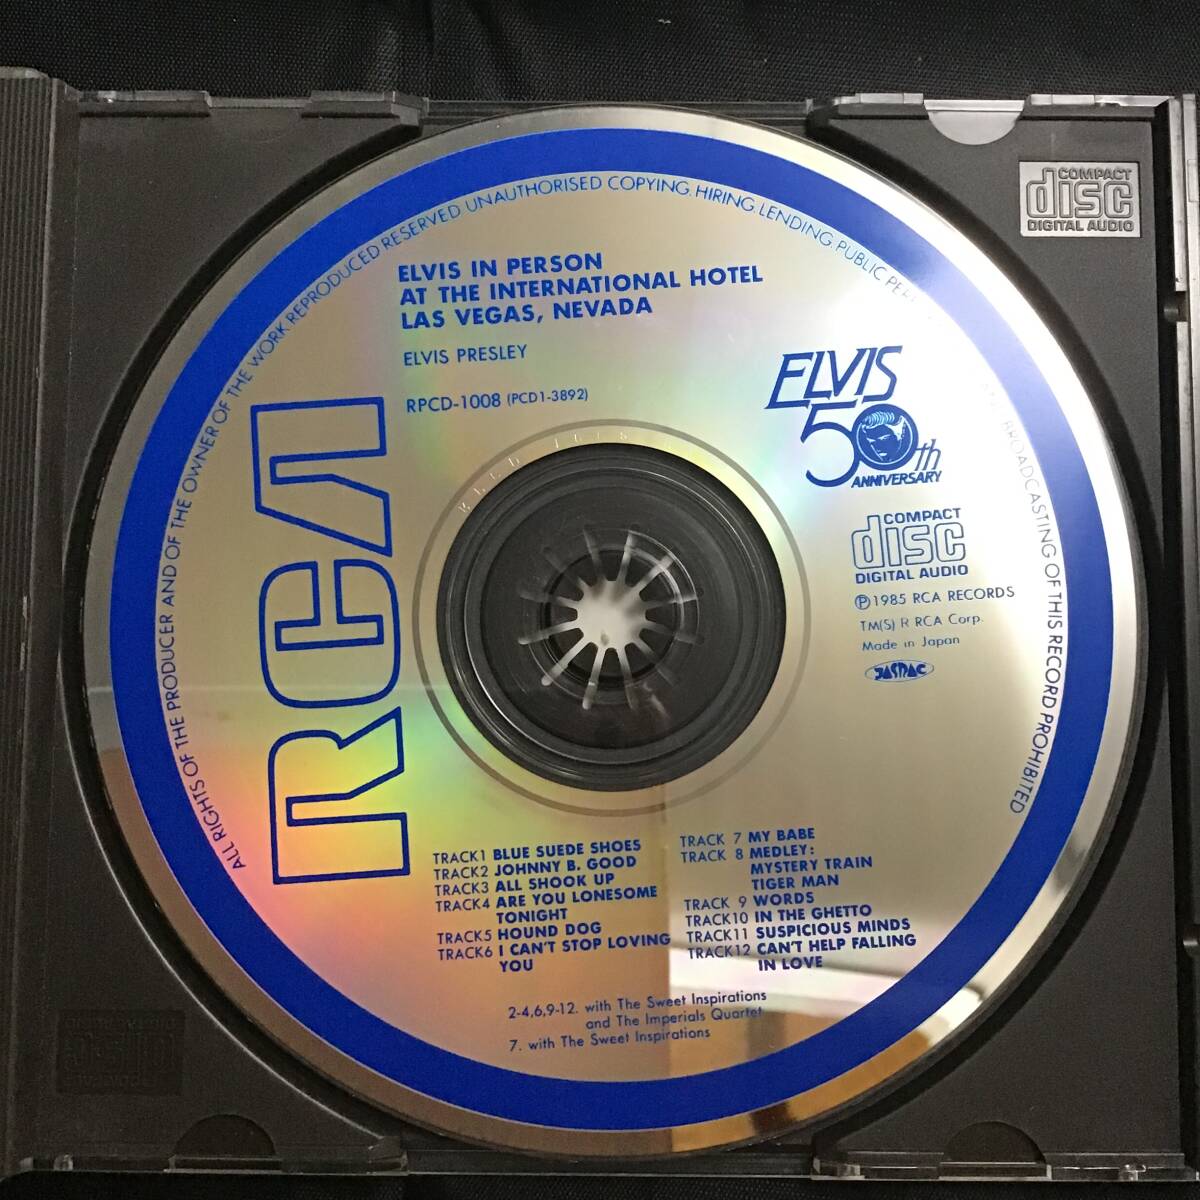 ALL RIGHTS OF THE PRODUCER AND OF THE OWNER OF THE WORK REPRODUCED RESERVED UNAUTHORISED COPYING, HIRING, LENDING, PUBLIC BROADCASTING OF THIS RECORD PROHIBITED
ELVIS IN PERSON
AT THE INTERNATIONAL HOTEL
LAS VEGAS, NEVADA
ELVIS PRESLEY
RPCD-1008 (PCD1-3892)
RCA
ELVIS
50th
ANNIVERSARY
COMPACT
disc
DIGITAL AUDIO
Ⓟ1985 RCA RECORDS
TM(S) R RCA Corp.
Made in Japan
JASRAC
TRACK1 BLUE SUEDE SHOES
TRACK2 JOHNNY B. GOOD
TRACK3 ALL SHOOK UP
TRACK4 ARE YOU LONESOME
TONIGHT
TRACK5 HOUND DOG
TRACK6 I CAN'T STOP LOVING
YOU
TRACK 7 MY BABE
TRACK 8 MEDLEY:
MYSTERY TRAIN
TIGER MAN
TRACK 9 WORDS
TRACK10 IN THE GHETTO
TRACK11 SUSPICIOUS MINDS
TRACK12 CAN'T HELP FALLING
IN LOVE
2-4,6,9-12. with The Sweet Inspirations
and The Imperials Quartet
7. with The Sweet Inspirations
COMPACT
disc
DIGITAL AUDIO